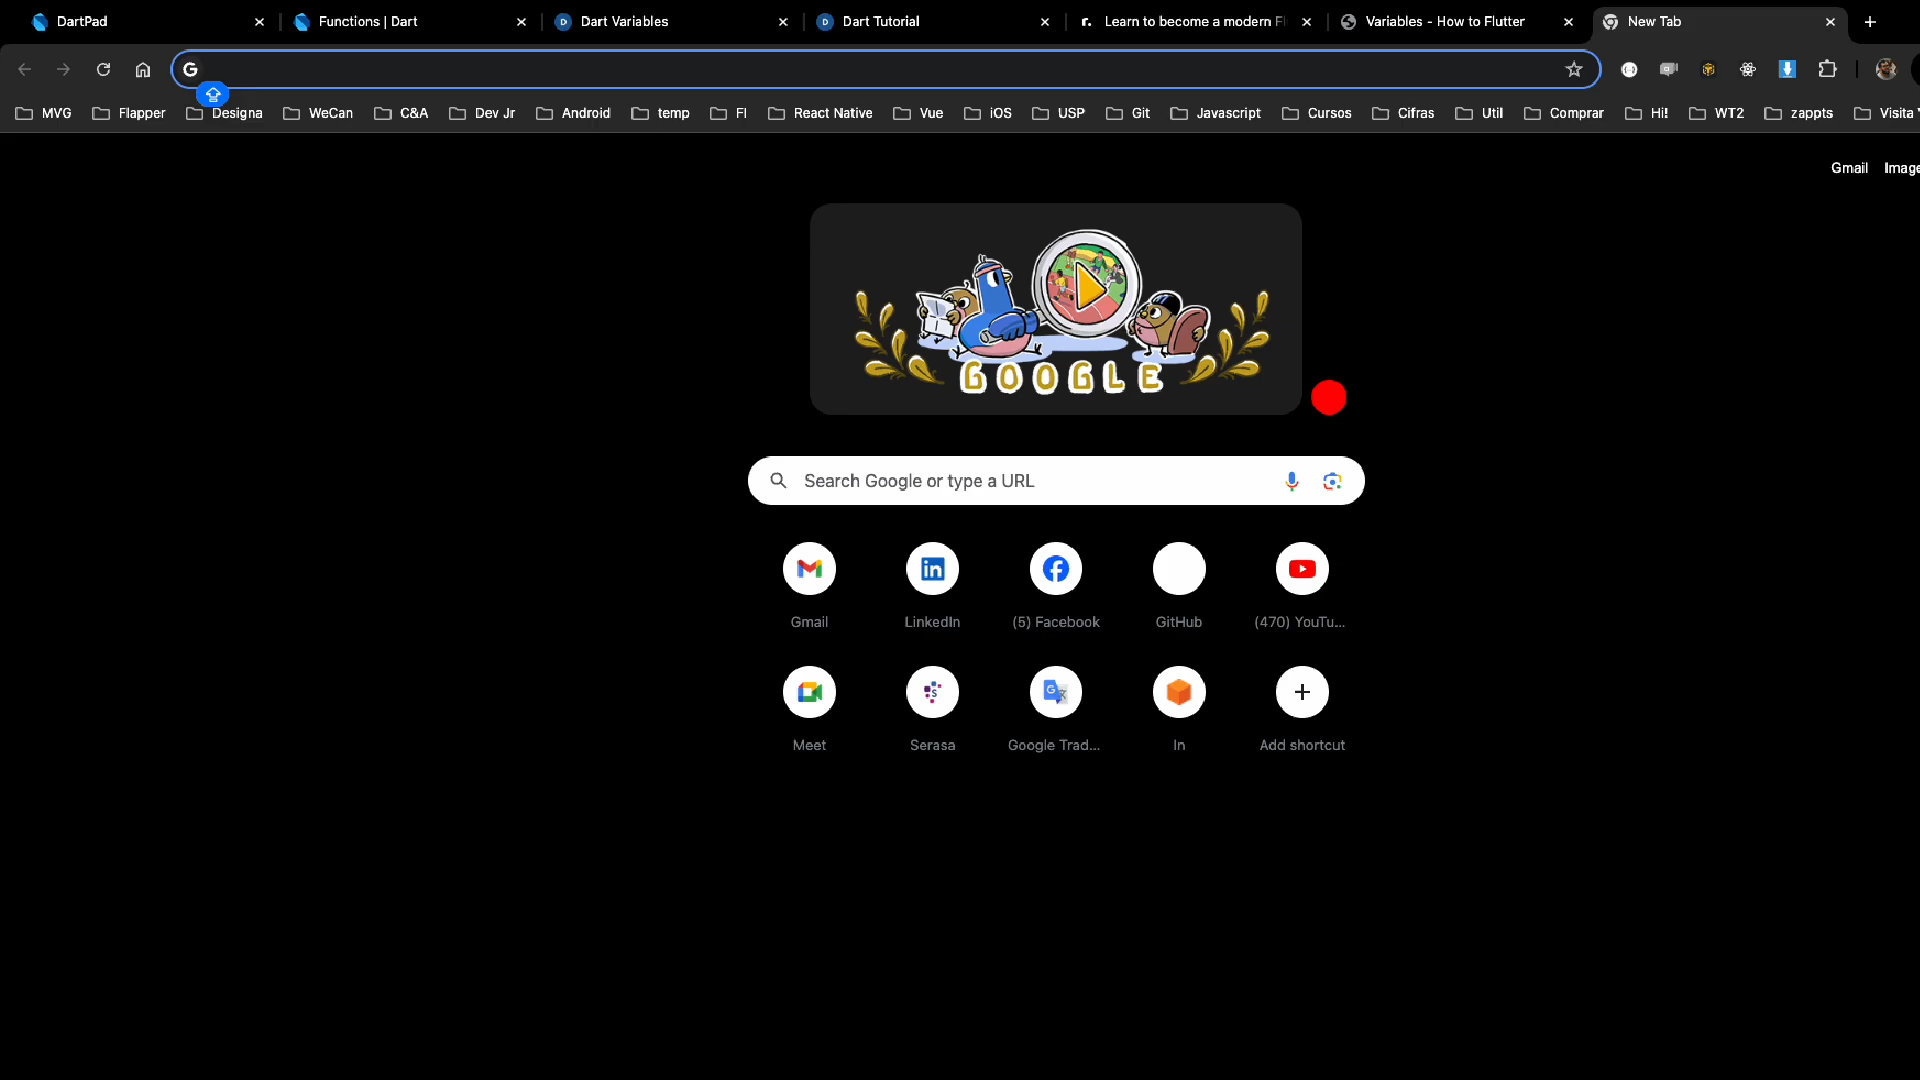 DartPad
Functions | Dart
Dart Variables
Dart Tutorial
Learn to become a modern Fl
Variables - How to Flutter
New Tab
MVG
Flapper
Designa
WeCan
C&A
Dev Jr
Android
temp
Fl
React Native
Vue
iOS
USP
Git
Javascript
Cursos
Cifras
Util
Comprar
Hi!
WT2
zappts
Visita
Gmail
Image
GOOGLE
Search Google or type a URL
Gmail
LinkedIn
(5) Facebook
GitHub
(470) YouTu...
Meet
Serasa
Google Trad...
In
Add shortcut